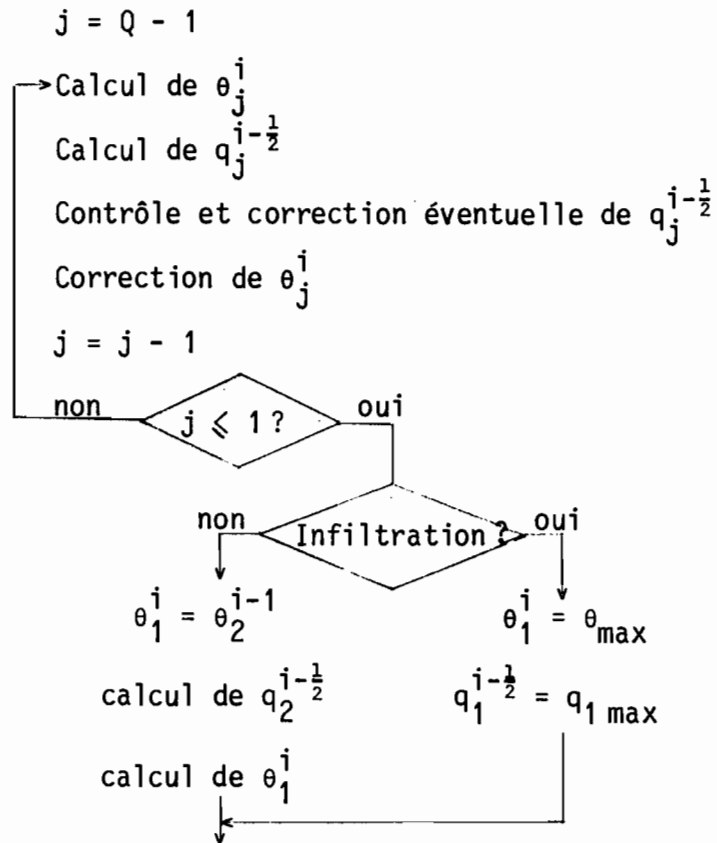 j = Q - 1
Calcul de θ_j^i
Calcul de q_j^{i-1/2}
Contrôle et correction éventuelle de q_j^{i-1/2}
Correction de θ_j^i
j = j - 1
non j ⩽ 1 ? oui
non Infiltration ? oui
θ_1^i = θ_2^{i-1} θ_1^i = θ_max
calcul de q_2^{i-1/2} q_1^{i-1/2} = q_{1 max}
calcul de θ_1^i